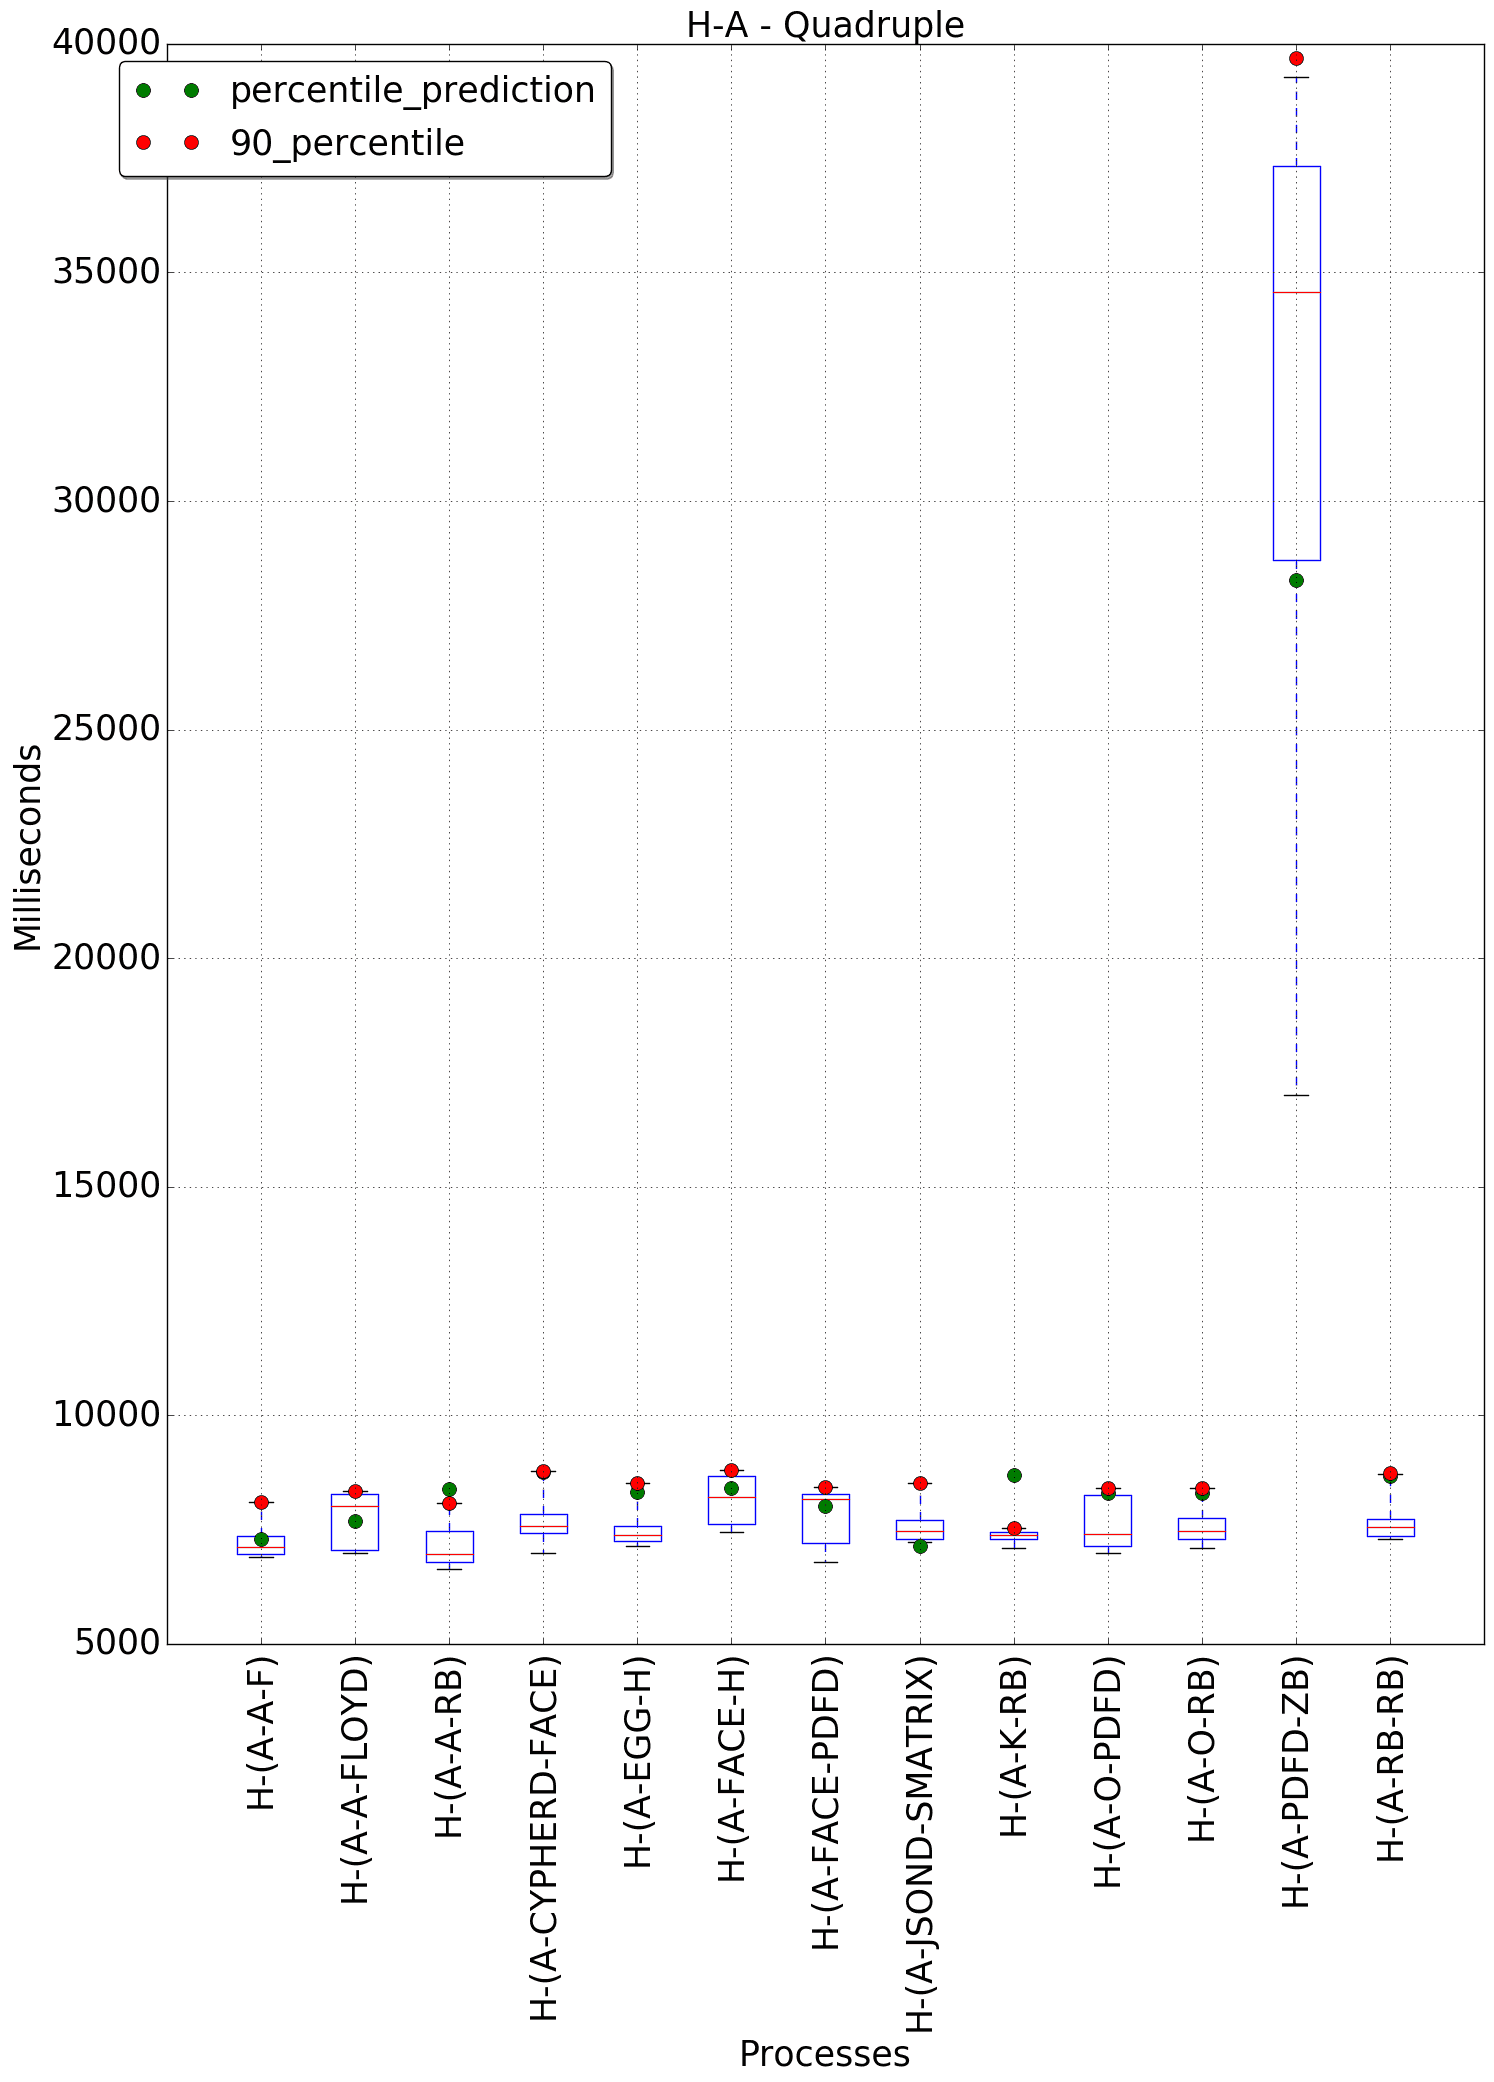 H-A - Quadruple
percentile_prediction
90_percentile
40000
35000
30000
25000
20000
15000
10000
5000
Milliseconds
H-(A-A-F)
H-(A-A-FLOYD)
H-(A-A-RB)
H-(A-CYPHERD-FACE)
H-(A-EGG-H)
H-(A-FACE-H)
H-(A-FACE-PDFD)
H-(A-JSOND-SMATRIX)
H-(A-K-RB)
H-(A-O-PDFD)
H-(A-O-RB)
H-(A-PDFD-ZB)
H-(A-RB-RB)
Processes